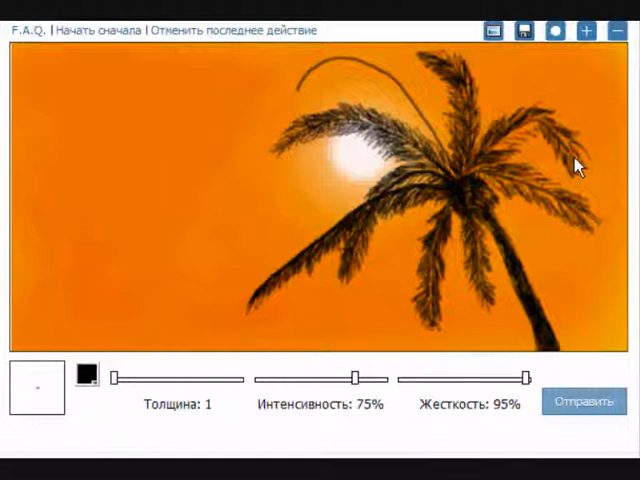 F.A.Q. | Начать сначала | Отменить последнее действие
Толщина: 1 Интенсивность: 75% Жесткость: 95% Отправить